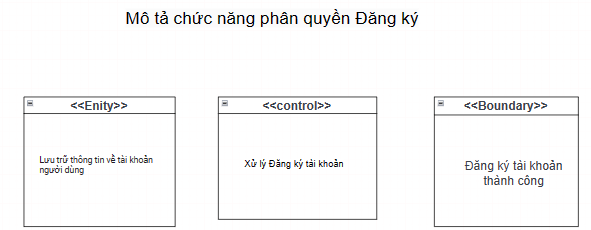 Mô tả chức năng phân quyền Đăng ký
<<Enity>>
Lưu trữ thông tin về tài khoản
người dùng
<<control>>
Xử lý Đăng ký tài khoản
<<Boundary>>
Đăng ký tài khoản
thành công